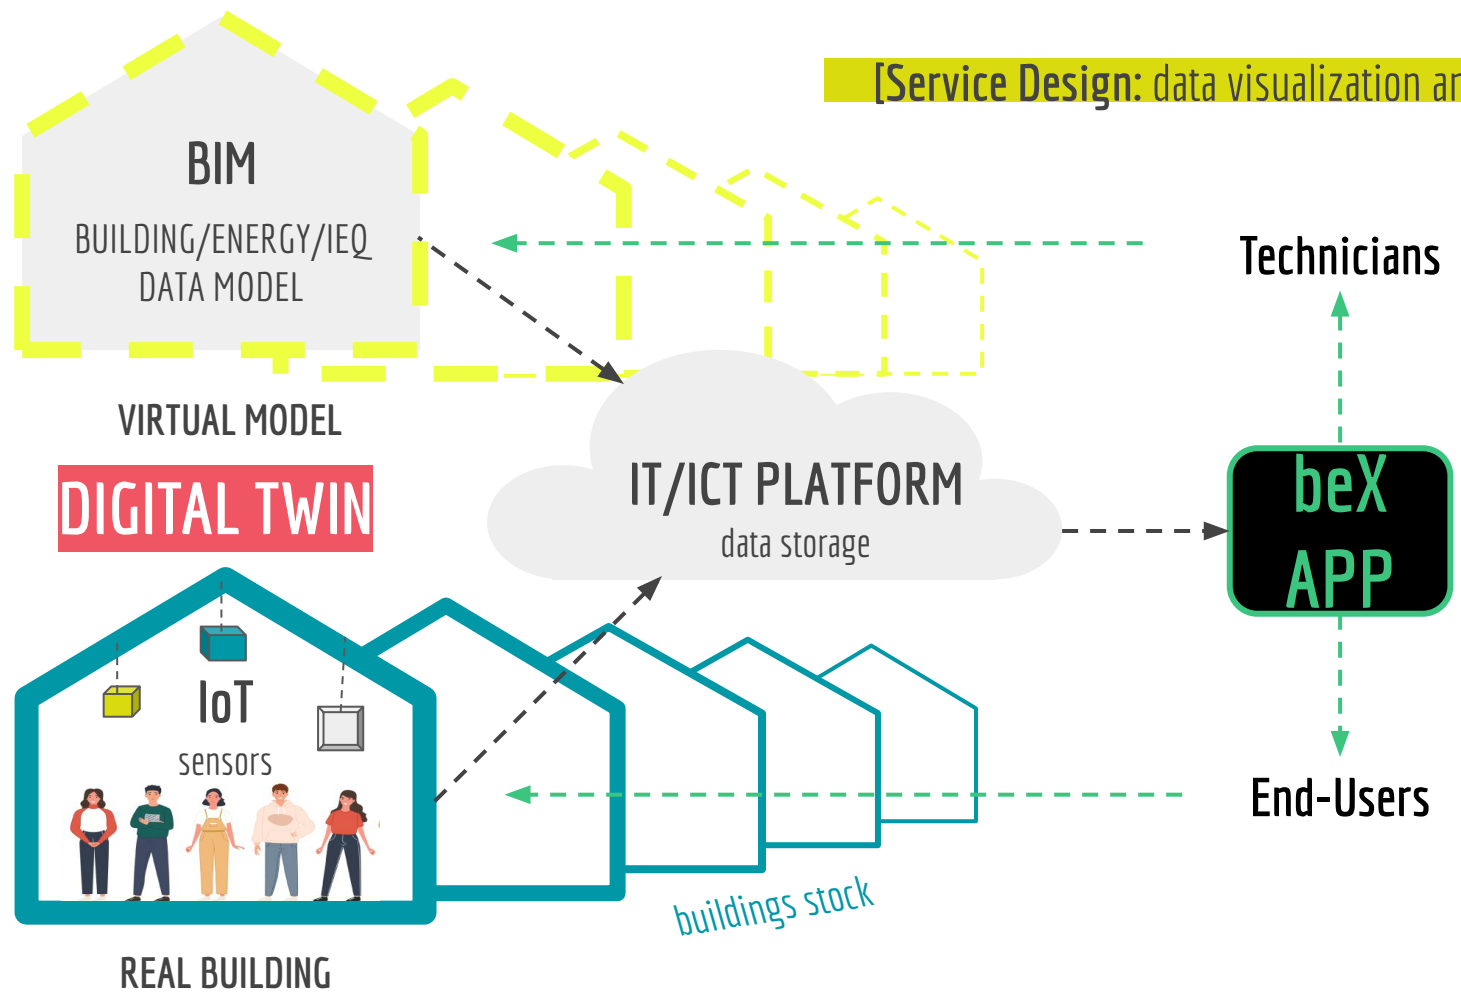 [Service Design: data visualization
BIM
BUILDING/ENERGY/IEQ
DATA MODEL
Technicians
VIRTUAL MODEL
DIGITAL TWIN
IT/ICT PLATFORM
data storage
beX
APP
IoT
sensors
End-Users
buildings stock
REAL BUILDING